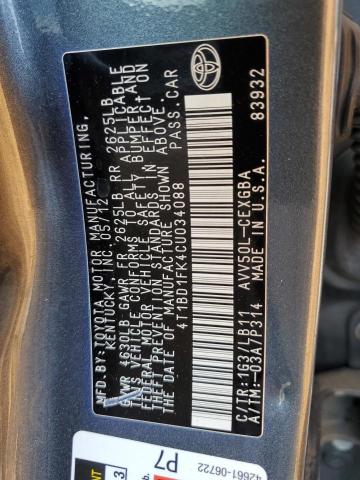 MFD. BY: TOYOTA MOTOR MANUFACTURING,
KENTUCKY, INC. 05/12
GVWR 4630LB GAWR FR 2625LB RR 2625LB
THIS VEHICLE CONFORMS TO ALL APPLICABLE
FEDERAL MOTOR VEHICLE SAFETY, BUMPER AND
THEFT PREVENTION STANDARDS IN EFFECT ON
THE DATE OF MANUFACTURE SHOWN ABOVE.
4T1BD1FK4CU034088 PASS.CAR
C/TR:1G3/LB11 AVV50L-CEXGBA
A/TM:-03A/P314 MADE IN U.S.A.
83932
42661-06722
P7
3